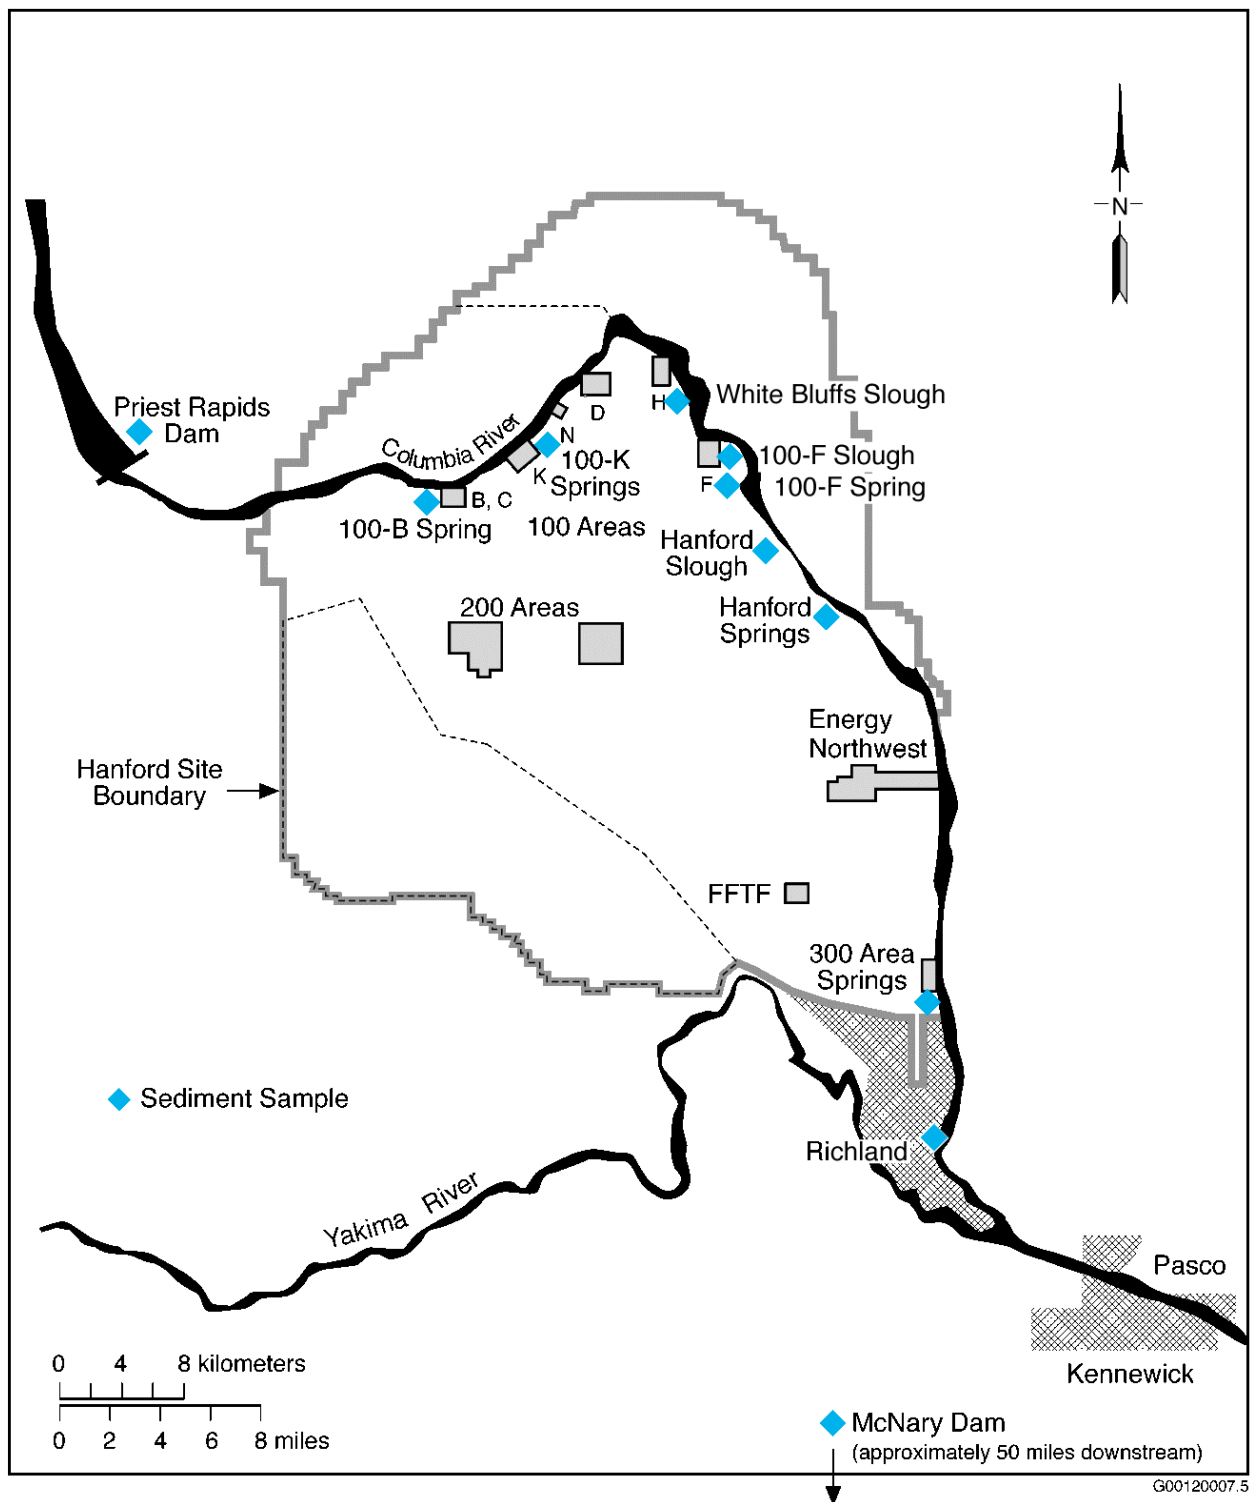 N
Priest Rapids
Dam
Columbia River
D
H
White Bluffs Slough
N
K
100-K
Springs
100-F Slough
F
100-F Spring
B, C
100-B Spring
100 Areas
Hanford
Slough
200 Areas
Hanford
Springs
Energy
Northwest
Hanford Site
Boundary
FFTF
300 Area
Springs
Sediment Sample
Richland
Yakima River
Pasco
Kennewick
0 4 8 kilometers
0 2 4 6 8 miles
McNary Dam
(approximately 50 miles downstream)
G00120007.5